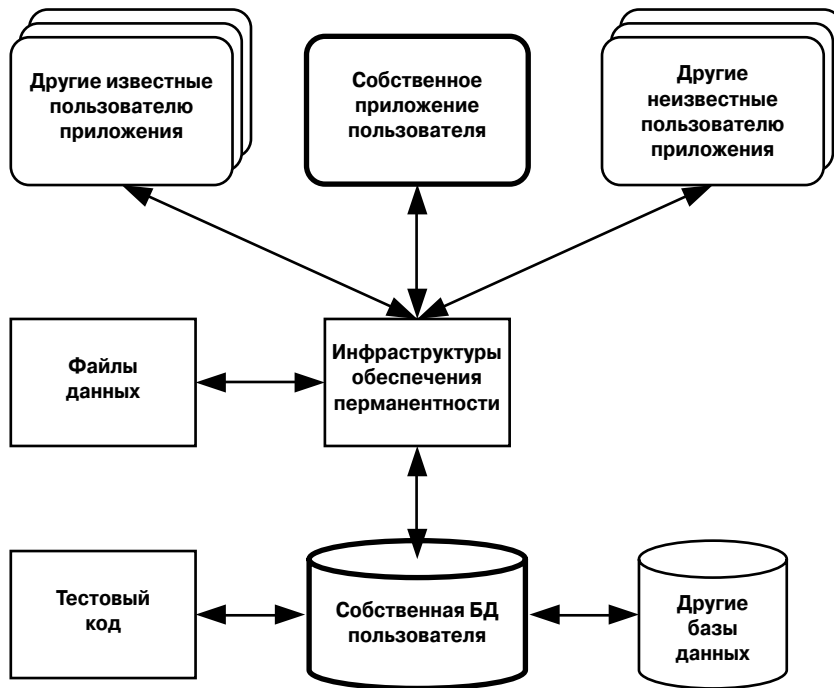 Другие известные
пользователю
приложения
Собственное
приложение
пользователя
Другие
неизвестные
пользователю
приложения
Файлы
данных
Инфраструктуры
обеспечения
перманентности
Тестовый
код
Собственная БД
пользователя
Другие
базы
данных